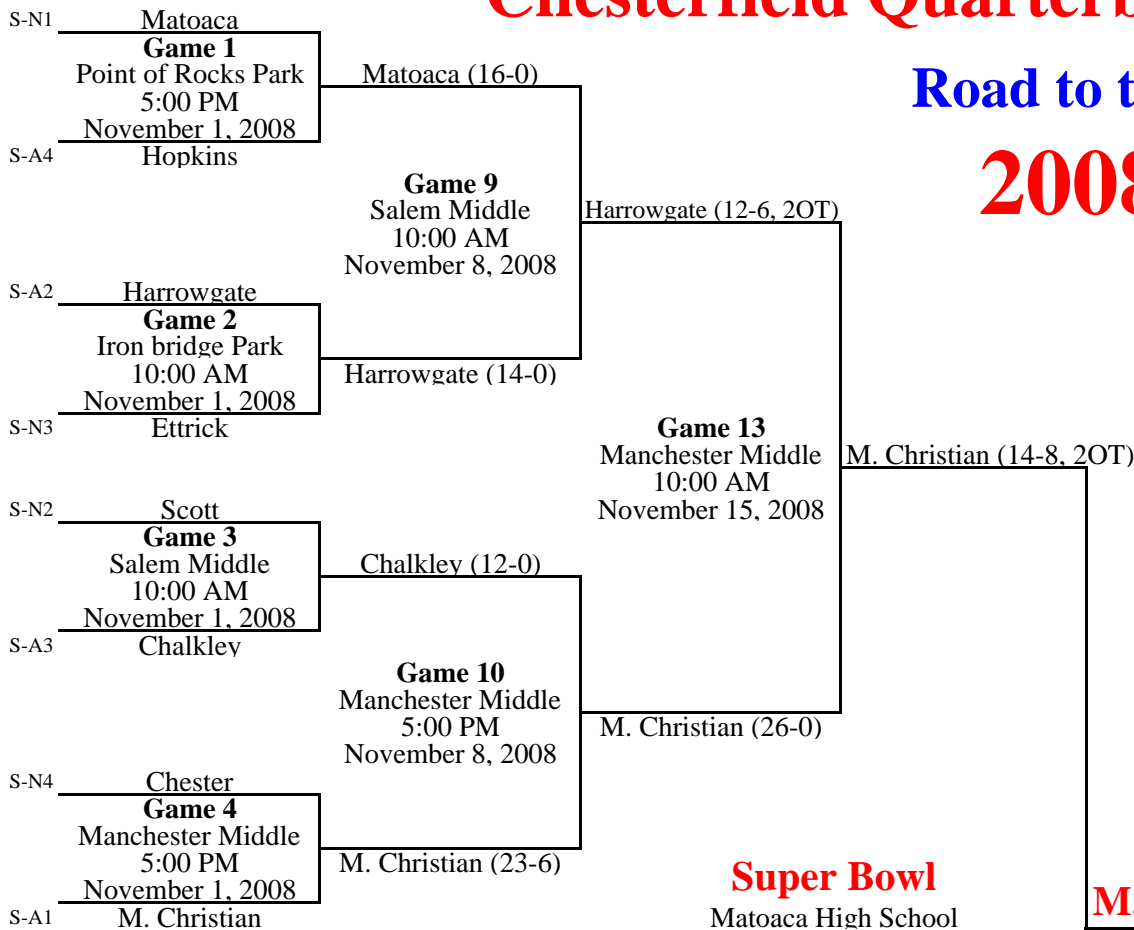 Chesterfield
Road to
2008
S-N1 Matoaca
Game 1
Point of Rocks Park
5:00 PM
November 1, 2008
S-A4 Hopkins
Matoaca (16-0)
Game 9
Salem Middle
10:00 AM
November 8, 2008
Harrowgate (12-6, 2OT)
S-A2 Harrowgate
Game 2
Iron bridge Park
10:00 AM
November 1, 2008
S-N3 Ettrick
Harrowgate (14-0)
Game 13
Manchester Middle
10:00 AM
November 15, 2008
M. Christian (14-8, 2OT)
S-N2 Scott
Game 3
Salem Middle
10:00 AM
November 1, 2008
S-A3 Chalkley
Chalkley (12-0)
Game 10
Manchester Middle
5:00 PM
November 8, 2008
M. Christian (26-0)
S-N4 Chester
Game 4
Manchester Middle
5:00 PM
November 1, 2008
S-A1 M. Christian
M. Christian (23-6)
Super Bowl
Matoaca High School